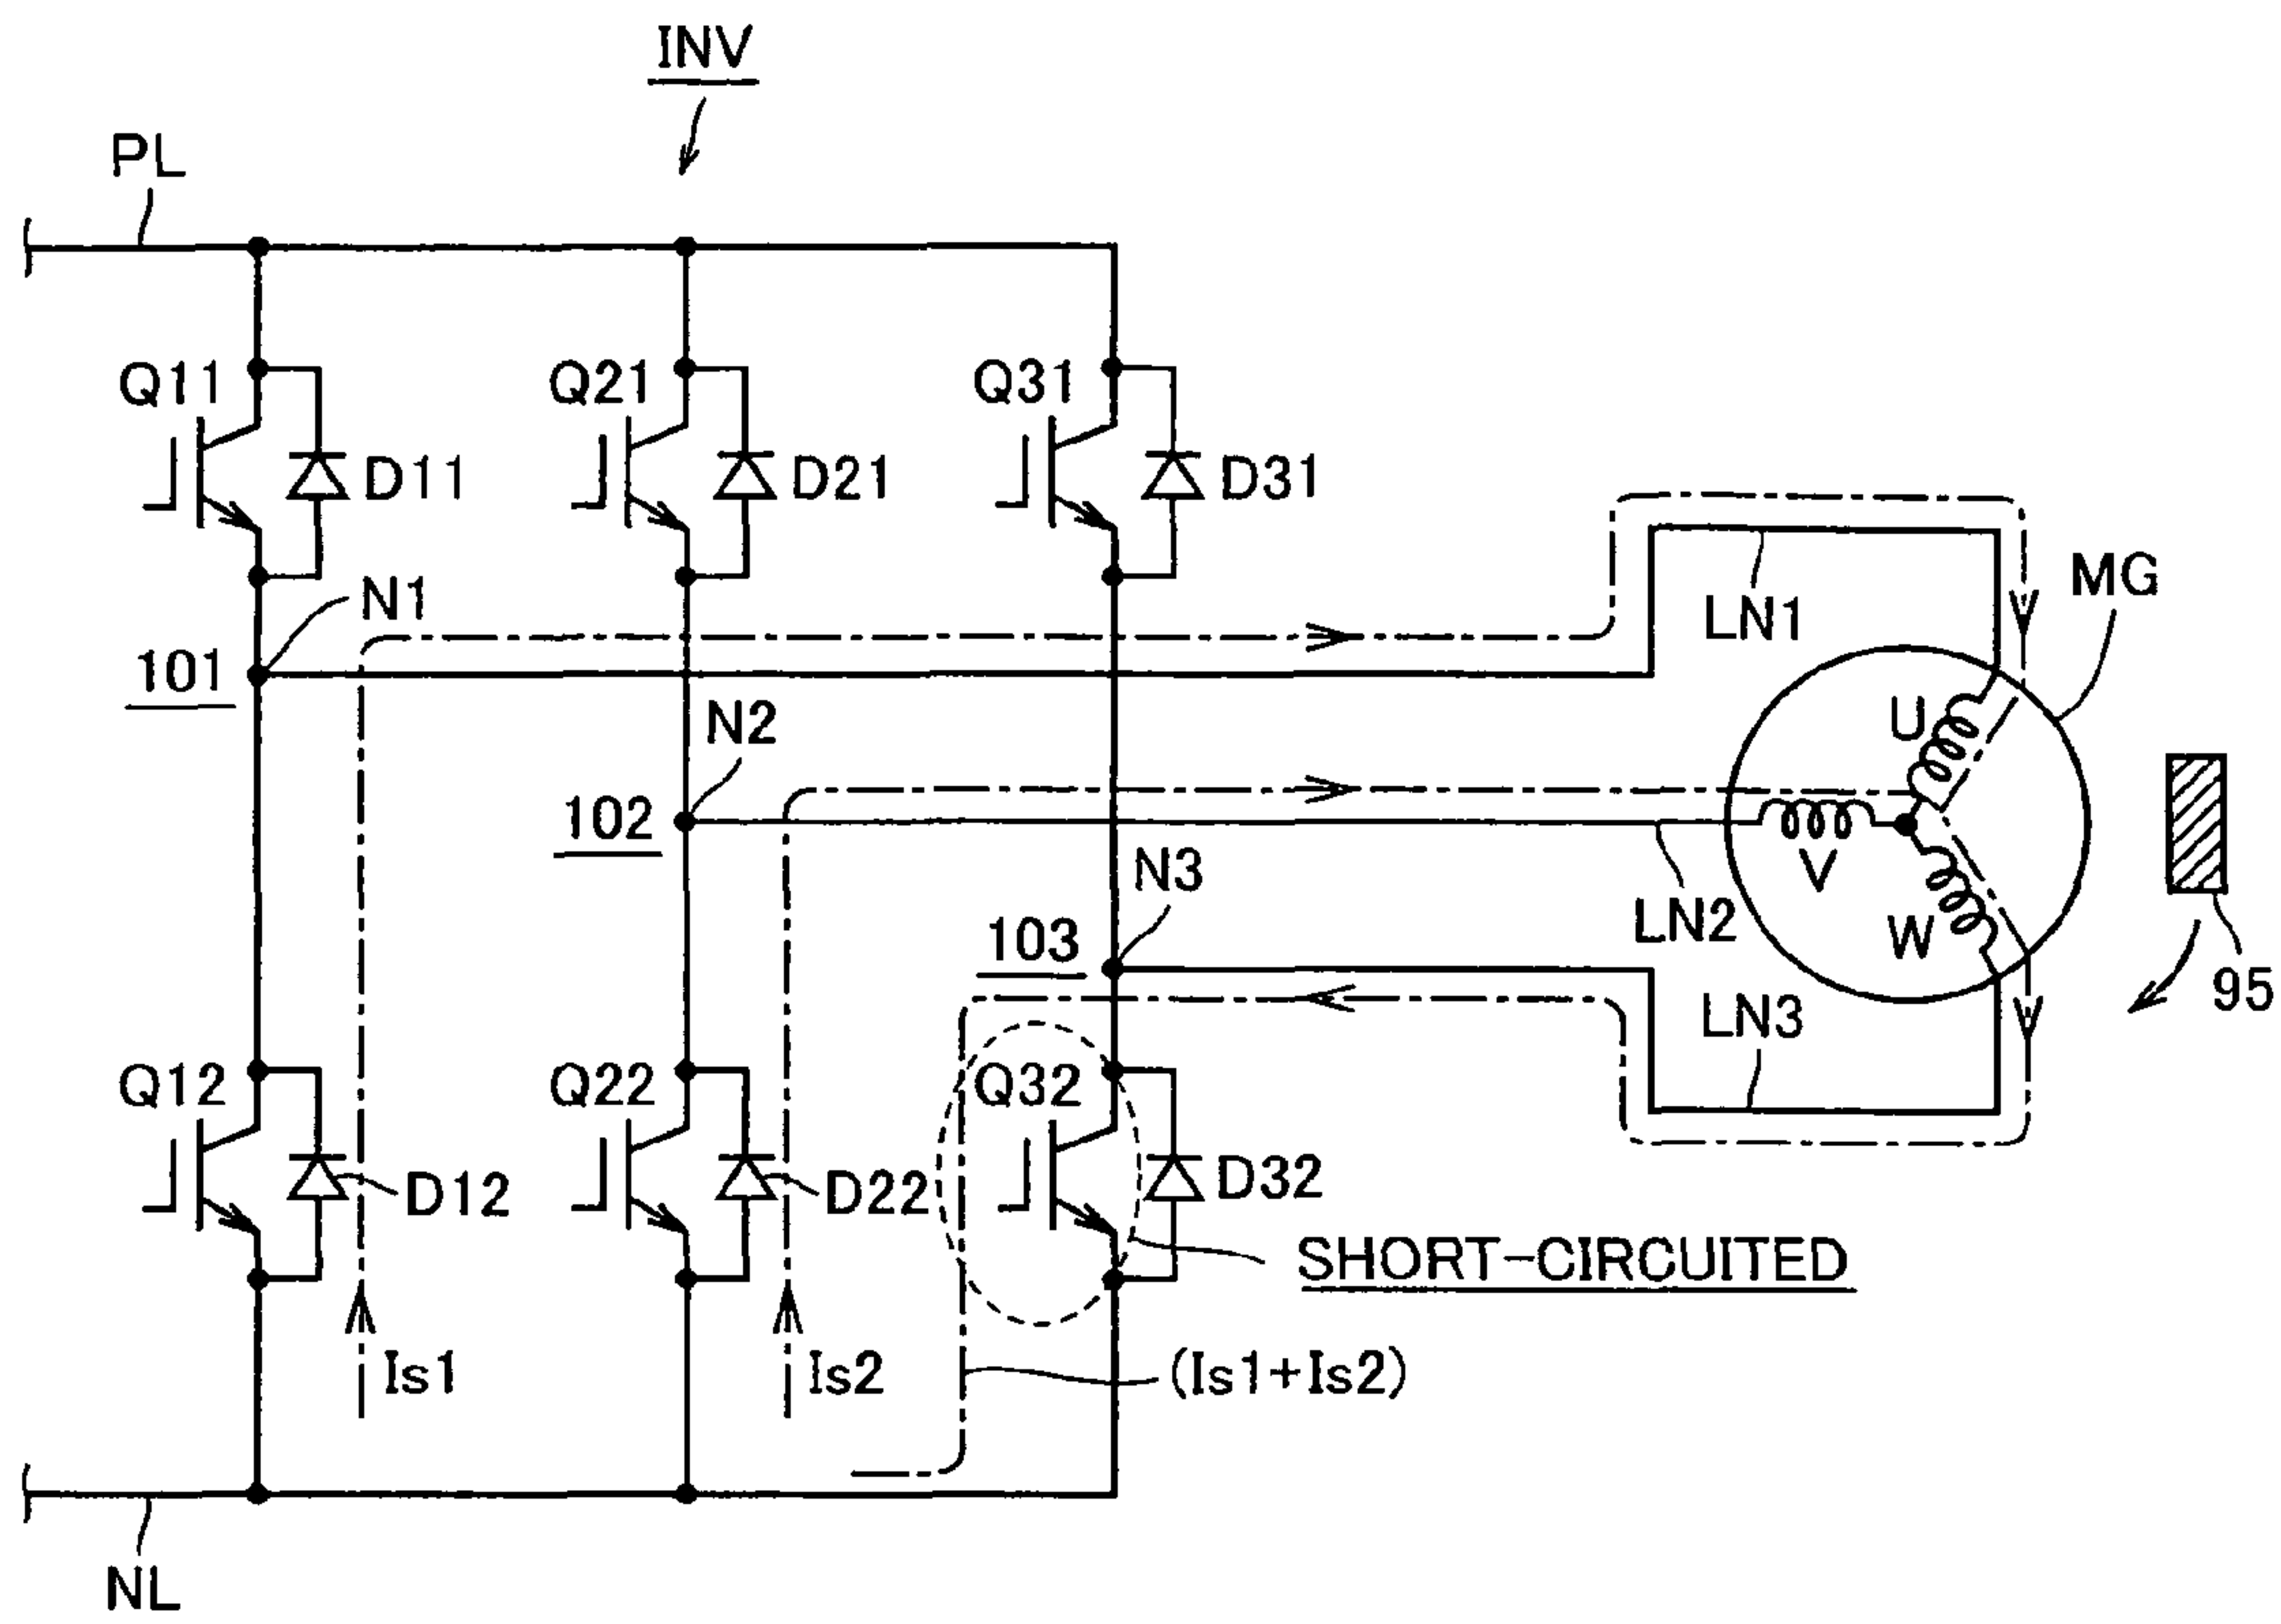 INV
PL
Q11
Q21
Q31
D11
D21
D31
N1
LN1
MG
101
U
N2
102
V
N3
LN2
103
W
95
LN3
Q12
Q22
Q32
D12
D22
D32
SHORT-CIRCUITED
Is1
Is2
(Is1+Is2)
NL